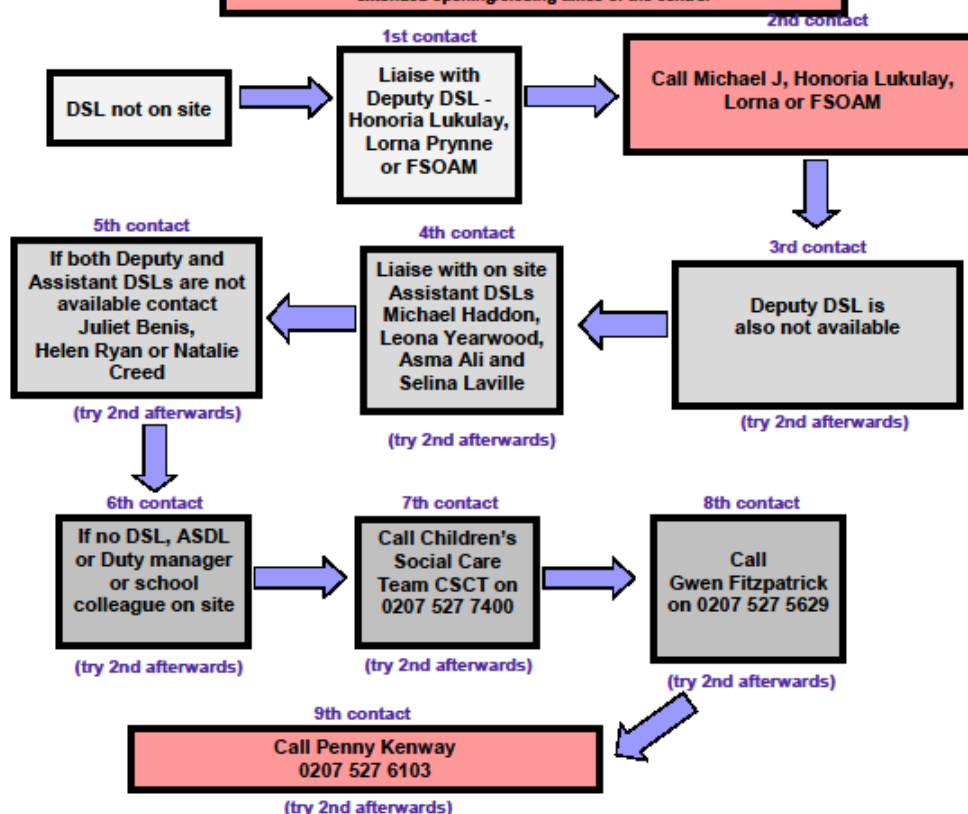 extended opening/closing times of the centre.
1st contact
2nd contact
DSL not on site
Liaise with
Deputy DSL -
Honoria Lukulay,
Lorna Prynne
or FSOAM
Call Michael J, Honoria Lukulay,
Lorna or FSOAM
3rd contact
Deputy DSL is
also not available
(try 2nd afterwards)
4th contact
Liaise with on site
Assistant DSLs
Michael Haddon,
Leona Yearwood,
Asma Ali and
Selina Laville
(try 2nd afterwards)
5th contact
If both Deputy and
Assistant DSLs are not
available contact
Juliet Benis,
Helen Ryan or Natalie
Creed
(try 2nd afterwards)
6th contact
If no DSL, ASDL
or Duty manager
or school
colleague on site
(try 2nd afterwards)
7th contact
Call Children's
Social Care
Team CSCT on
0207 527 7400
(try 2nd afterwards)
8th contact
Call
Gwen Fitzpatrick
on 0207 527 5629
(try 2nd afterwards)
9th contact
Call Penny Kenway
0207 527 6103
(try 2nd afterwards)